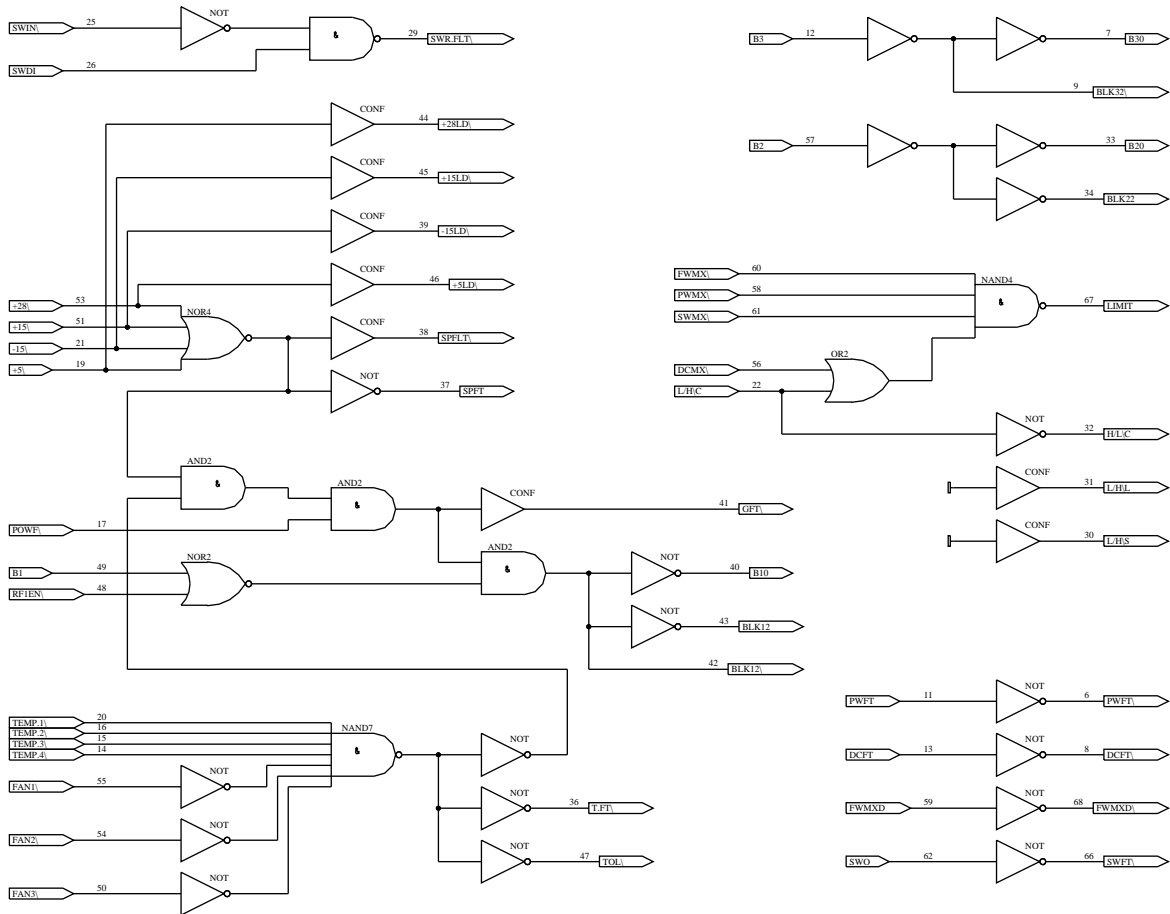 NOT
25
SWIN\
&
29
SWR.FLT\
26
SWDI
CONF
44
+28LD\
CONF
45
+15LD\
CONF
39
-15LD\
CONF
46
+5LD\
53
+28\
51
+15\
21
-15\
19
+5\
NOR4
CONF
38
SPFLT\
NOT
37
SPFT
AND2
&
AND2
&
CONF
41
GFT\
17
POWF\
AND2
&
49
B1
48
RF1EN\
NOR2
NOT
40
B10
NOT
43
BLK12
42
BLK12\
20
TEMP.1\
16
TEMP.2\
15
TEMP.3\
14
TEMP.4\
NAND7
&
NOT
55
FAN1\
NOT
NOT
36
T.FT\
54
FAN2\
NOT
NOT
47
TOL\
50
FAN3\
NOT
12
B3
7
B30
9
BLK32\
57
B2
33
B20
34
BLK22
60
FWMX\
58
PWMX\
61
SWMX\
NAND4
&
67
LIMIT
56
DCMX\
22
L/H\C
OR2
NOT
32
H/L\C
CONF
31
L/H\L
CONF
30
L/H\S
NOT
11
PWFT
6
PWFT\
NOT
13
DCFT
8
DCFT\
NOT
59
FWMXD
68
FWMXD\
NOT
62
SWO
66
SWFT\